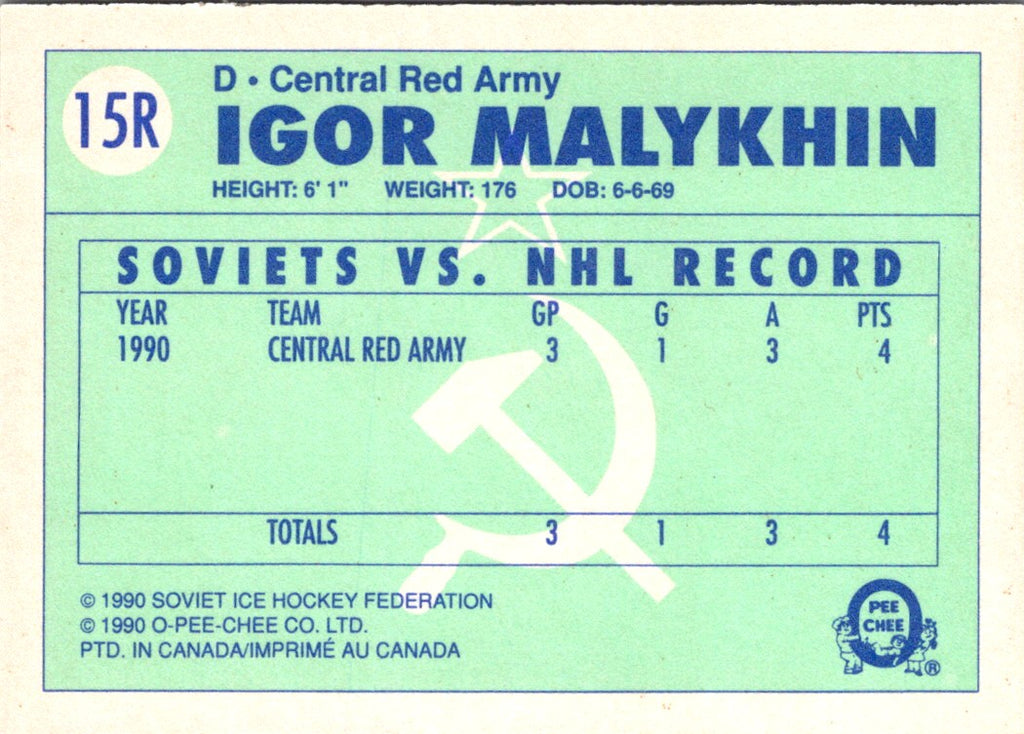 15R
D • Central Red Army
IGOR MALYKHIN
HEIGHT: 6' 1" WEIGHT: 176 DOB: 6-6-69
SOVIETS VS. NHL RECORD
YEAR TEAM GP G A PTS
1990 CENTRAL RED ARMY 3 1 3 4
TOTALS 3 1 3 4
© 1990 SOVIET ICE HOCKEY FEDERATION
© 1990 O-PEE-CHEE CO. LTD.
PTD. IN CANADA/IMPRIMÉ AU CANADA
PEE
CHEE
®